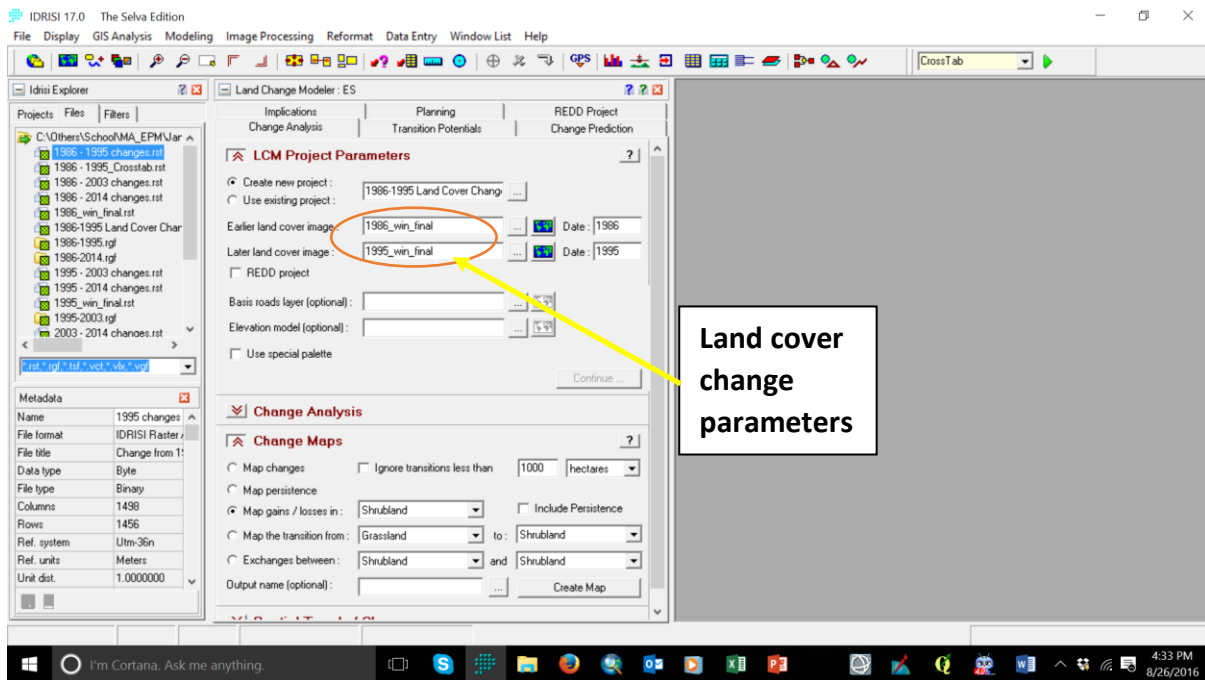 IDRISI 17.0 The Selva Edition
File Display GIS Analysis Modeling Image Processing Reformat Data Entry Window List Help
GPS
CrossTab
Idrisi Explorer
Projects Files Filters
C:\Others\School\MA_EPM\Jar
1986 - 1995 changes.rst
1986 - 1995_Crosstab.rst
1986 - 2003 changes.rst
1986 - 2014 changes.rst
1986_win_final.rst
1986-1995 Land Cover Char
1986-1995.rgf
1986-2014.rgf
1995 - 2003 changes.rst
1995 - 2014 changes.rst
1995_win_final.rst
1995-2003.rgf
2003 - 2014 changes.rst
*.rst,*.rgf,*.tsf,*.vct,*.vlx,*.vgf
Metadata
Name 1995 changes
File format IDRISI Raster
File title Change from 1
Data type Byte
File type Binary
Columns 1498
Rows 1456
Ref. system Utm-36n
Ref. units Meters
Unit dist. 1.0000000
Land Change Modeler : ES
Implications Planning REDD Project
Change Analysis Transition Potentials Change Prediction
LCM Project Parameters ?
Create new project : 1986-1995 Land Cover Chang ...
Use existing project :
Earlier land cover image : 1986_win_final ... Date : 1986
Later land cover image : 1995_win_final ... Date : 1995
REDD project
Basis roads layer (optional) : ...
Elevation model (optional) : ...
Use special palette
Continue ...
Change Analysis
Change Maps ?
Map changes Ignore transitions less than 1000 hectares
Map persistence
Map gains / losses in : Shrubland Include Persistence
Map the transition from : Grassland to : Shrubland
Exchanges between : Shrubland and Shrubland
Output name (optional) : ... Create Map
Land cover
change
parameters
I'm Cortana. Ask me anything.
4:33 PM
8/26/2016